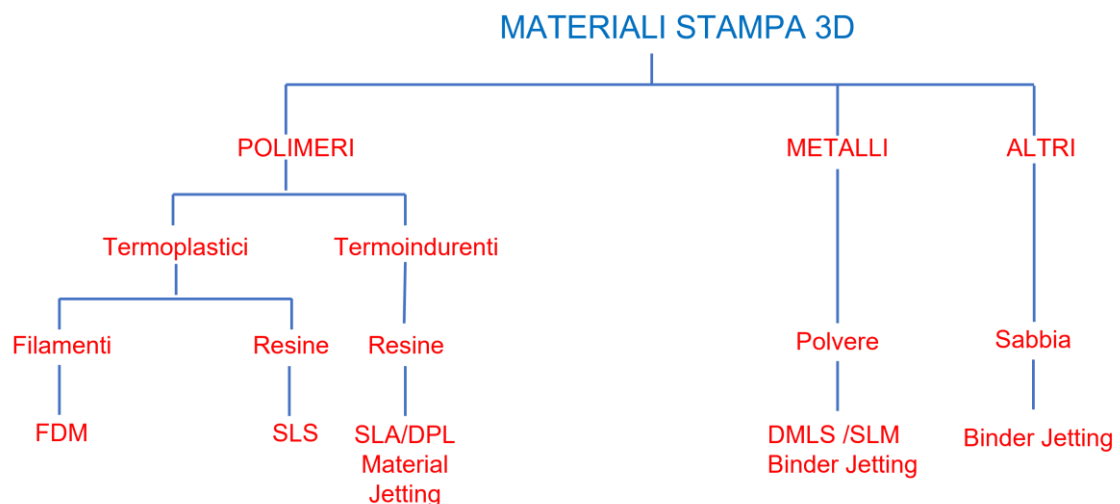 MATERIALI STAMPA 3D
POLIMERI
METALLI
ALTRI
Termoplastici
Termoindurenti
Filamenti
Resine
Resine
Polvere
Sabbia
FDM
SLS
SLA/DPL
Material
Jetting
DMLS /SLM
Binder Jetting
Binder Jetting